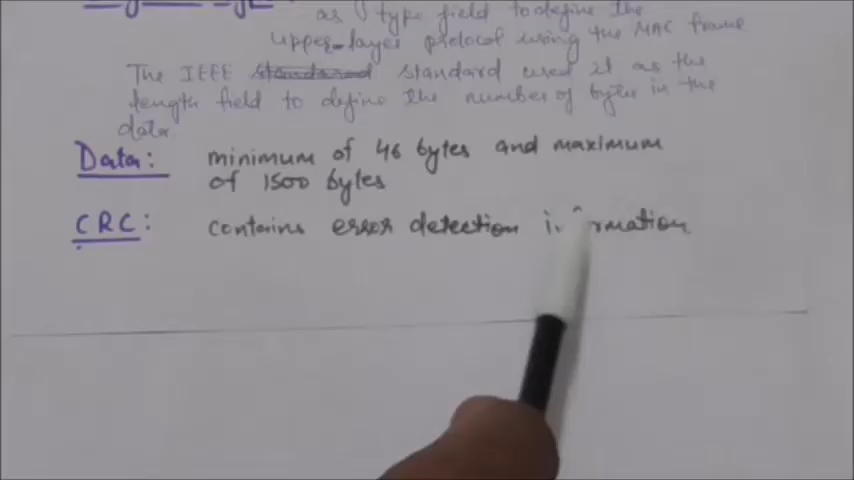 as type field to define the
upper-layer protocol using the MAC frame
The IEEE standard used it as the
length field to define the number of bytes in the
data
Data: minimum of 46 bytes and maximum
of 1500 bytes
CRC: contains error detection information